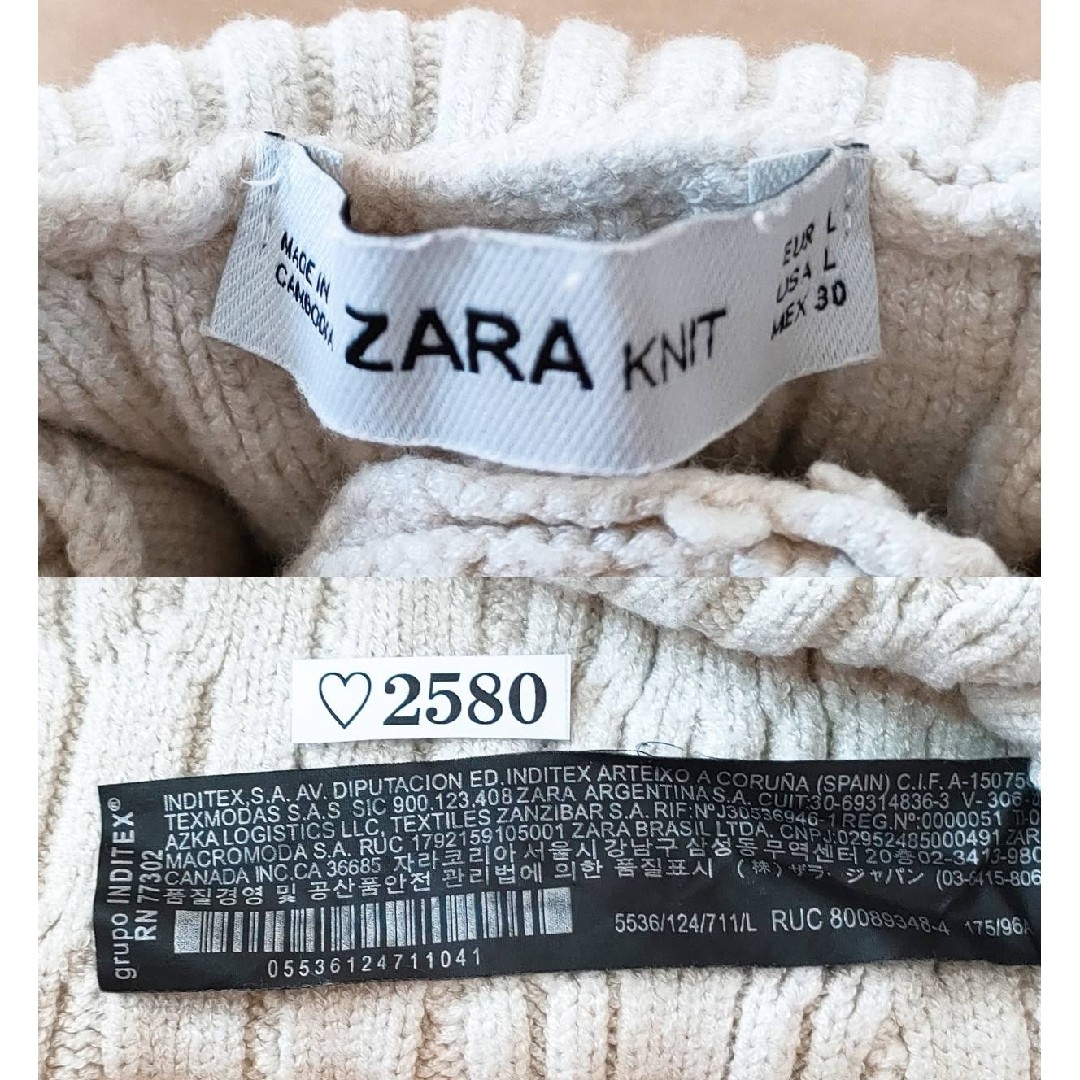 MADE IN
CAMBODIA
ZARA KNIT
EUR L
USA L
MEX 30
♡2580
grupo INDITEX®
RN 77302
INDITEX,S.A. AV. DIPUTACION ED. INDITEX ARTEIXO A CORUÑA (SPAIN) C.I.F. A-15075
TEXMODAS S.A.S SIC 900.123.408 ZARA ARGENTINA S.A. CUIT:30-69314836-3 V- 306
AZKA LOGISTICS LLC, TEXTILES ZANZIBAR S.A. RIF: NºJ30536946-1 REG.Nº:0000051
MACROMODA S.A. RUC 1792159105001 ZARA BRASIL LTDA. CNPJ:02952485000491 ZAR
CANADA INC.CA 36685 자라코리아 서울시 강남구 삼성동 무역센터 20층 02-3413-980
품질경영 및 공산품안전 관리법에 의한 품질표시 (株) ザラ・ジャパン (03-6415-806
5536/124/711/L RUC 80089348-4 175/96A
05536124711041